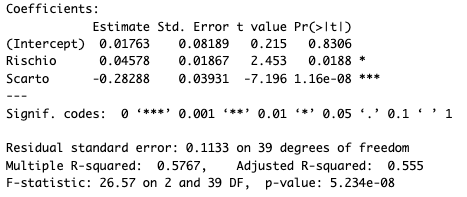 Coefficients:
Estimate Std. Error t value Pr(>|t|)
(Intercept) 0.01763 0.08189 0.215 0.8306
Rischio 0.04578 0.01867 2.453 0.0188 *
Scarto -0.28288 0.03931 -7.196 1.16e-08 ***
---
Signif. codes: 0 ‘***’ 0.001 ‘**’ 0.01 ‘*’ 0.05 ‘.’ 0.1 ‘ ’ 1
Residual standard error: 0.1133 on 39 degrees of freedom
Multiple R-squared: 0.5767, Adjusted R-squared: 0.555
F-statistic: 26.57 on 2 and 39 DF, p-value: 5.234e-08